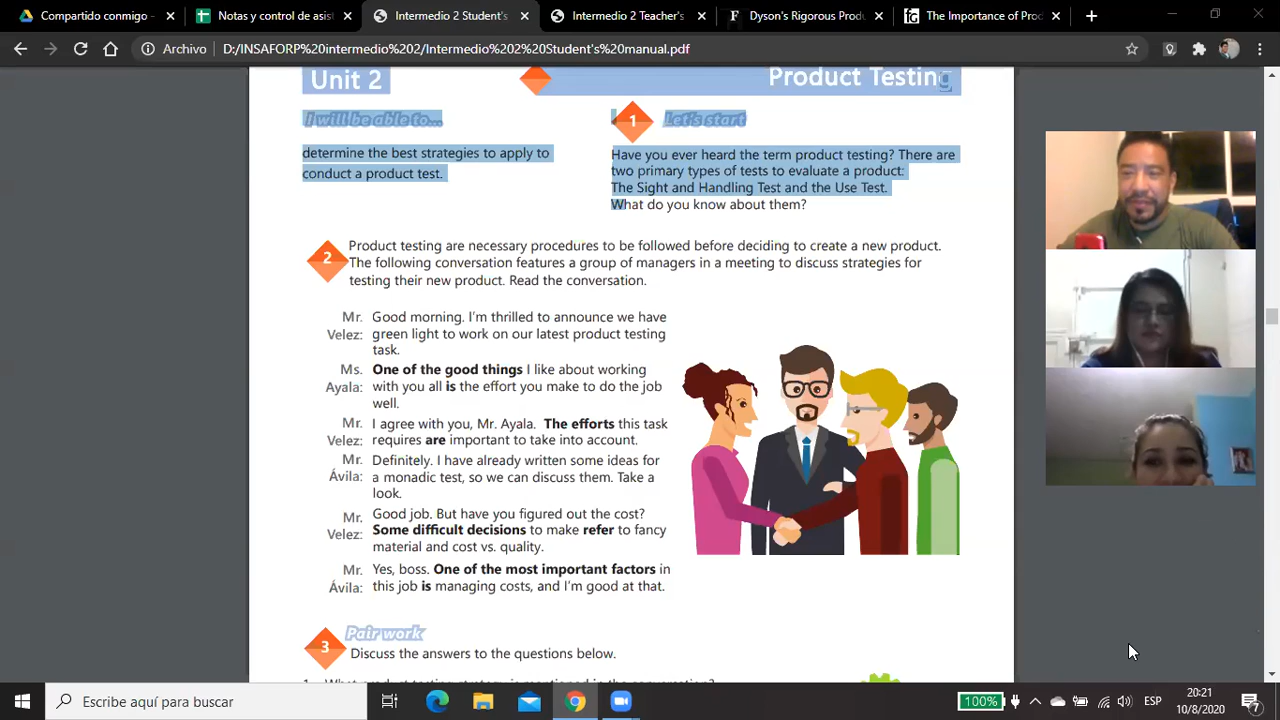 Compartido conmigo -
Notas y control de asis
Intermedio 2 Student's
Intermedio 2 Teacher's
Dyson's Rigorous Produ
The Importance of Proc
Archivo
D:/INSAFORP%20intermedio%202/Intermedio%202%20Student's%20manual.pdf
Unit 2
Product Testing
I will be able to...
determine the best strategies to apply to
conduct a product test.
1
Let's start
Have you ever heard the term product testing? There are
two primary types of tests to evaluate a product:
The Sight and Handling Test and the Use Test.
What do you know about them?
2
Product testing are necessary procedures to be followed before deciding to create a new product.
The following conversation features a group of managers in a meeting to discuss strategies for
testing their new product. Read the conversation.
Mr. Good morning. I'm thrilled to announce we have
Velez: green light to work on our latest product testing
task.
Ms. One of the good things I like about working
Ayala: with you all is the effort you make to do the job
well.
Mr. I agree with you, Mr. Ayala. The efforts this task
Velez: requires are important to take into account.
Mr. Definitely. I have already written some ideas for
Ávila: a monadic test, so we can discuss them. Take a
look.
Mr. Good job. But have you figured out the cost?
Velez: Some difficult decisions to make refer to fancy
material and cost vs. quality.
Mr. Yes, boss. One of the most important factors in
Ávila: this job is managing costs, and I'm good at that.
3
Pair work
Discuss the answers to the questions below.
1. What product testing strategy is mentioned in the conversation?
Escribe aquí para buscar
100%
ESP
20:21
10/8/2020
7